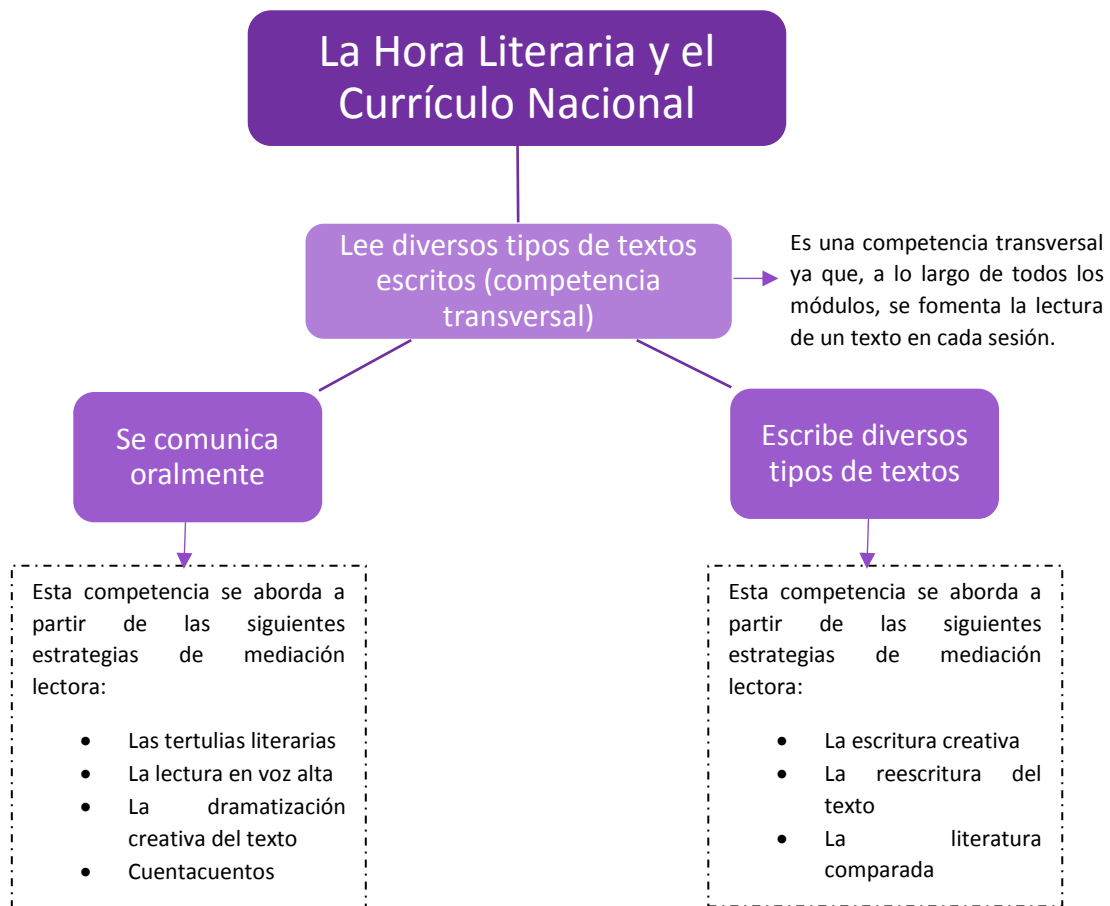 La Hora Literaria y el
Currículo Nacional
Lee diversos tipos de textos
escritos (competencia
transversal)
Es una competencia transversal
ya que, a lo largo de todos los
módulos, se fomenta la lectura
de un texto en cada sesión.
Se comunica
oralmente
Escribe diversos
tipos de textos
Esta competencia se aborda a
partir de las siguientes
estrategias de mediación
lectora:
• Las tertulias literarias
• La lectura en voz alta
• La dramatización
creativa del texto
• Cuentacuentos
Esta competencia se aborda a
partir de las siguientes
estrategias de mediación
lectora:
• La escritura creativa
• La reescritura del
texto
• La literatura
comparada